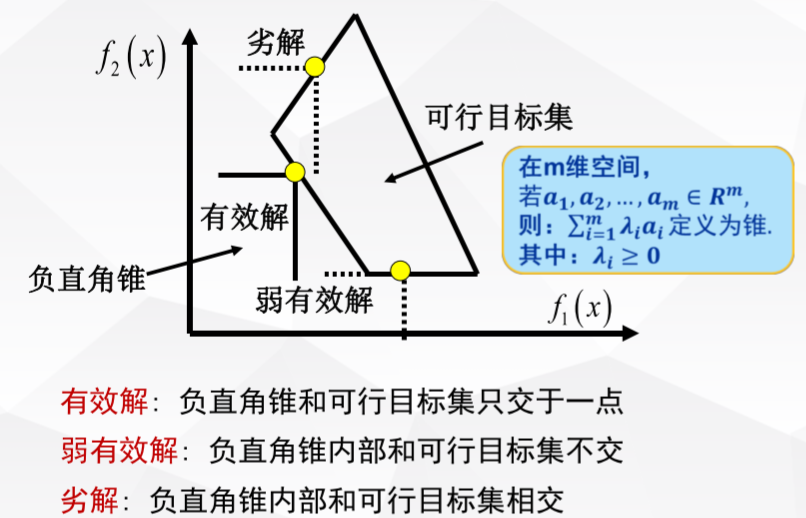 f₂(x)
劣解
可行目标集
在m维空间，
若a₁, a₂, ..., aₘ ∈ Rᵐ,
则：∑ᵢ₌₁ᵐ λᵢaᵢ 定义为锥.
其中：λᵢ ≥ 0
有效解
负直角锥
弱有效解
f₁(x)
有效解：负直角锥和可行目标集只交于一点
弱有效解：负直角锥内部和可行目标集不交
劣解：负直角锥内部和可行目标集相交